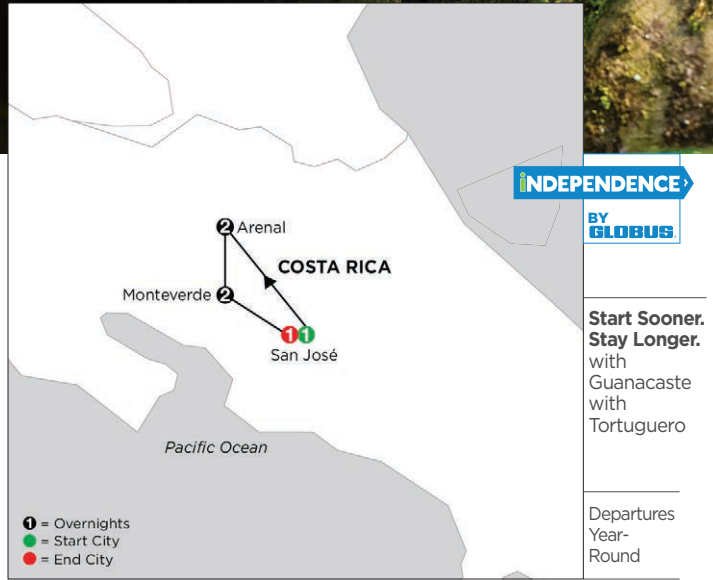 2 Arenal
COSTA RICA
Monteverde 2
1 1
San José
Pacific Ocean
1 = Overnights
= Start City
= End City
iNDEPENDENCE
BY
GLOBUS.
Start Sooner.
Stay Longer.
with
Guanacaste
with
Tortuguero
Departures
Year-
Round